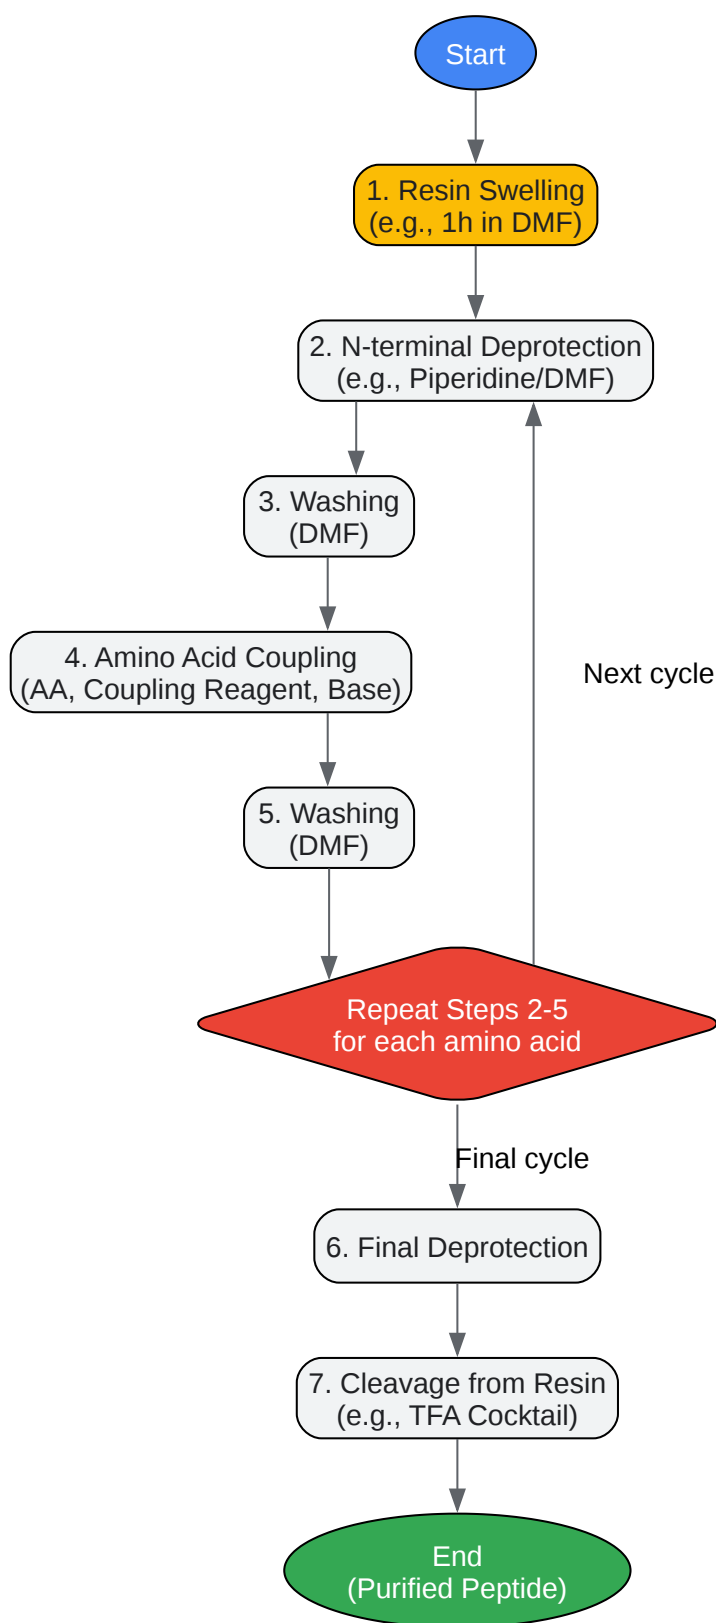 Start
1. Resin Swelling
(e.g., 1h in DMF)
2. N-terminal Deprotection
(e.g., Piperidine/DMF)
3. Washing
(DMF)
4. Amino Acid Coupling
(AA, Coupling Reagent, Base)
Next cycle
5. Washing
(DMF)
Repeat Steps 2-5
for each amino acid
Final cycle
6. Final Deprotection
7. Cleavage from Resin
(e.g., TFA Cocktail)
End
(Purified Peptide)